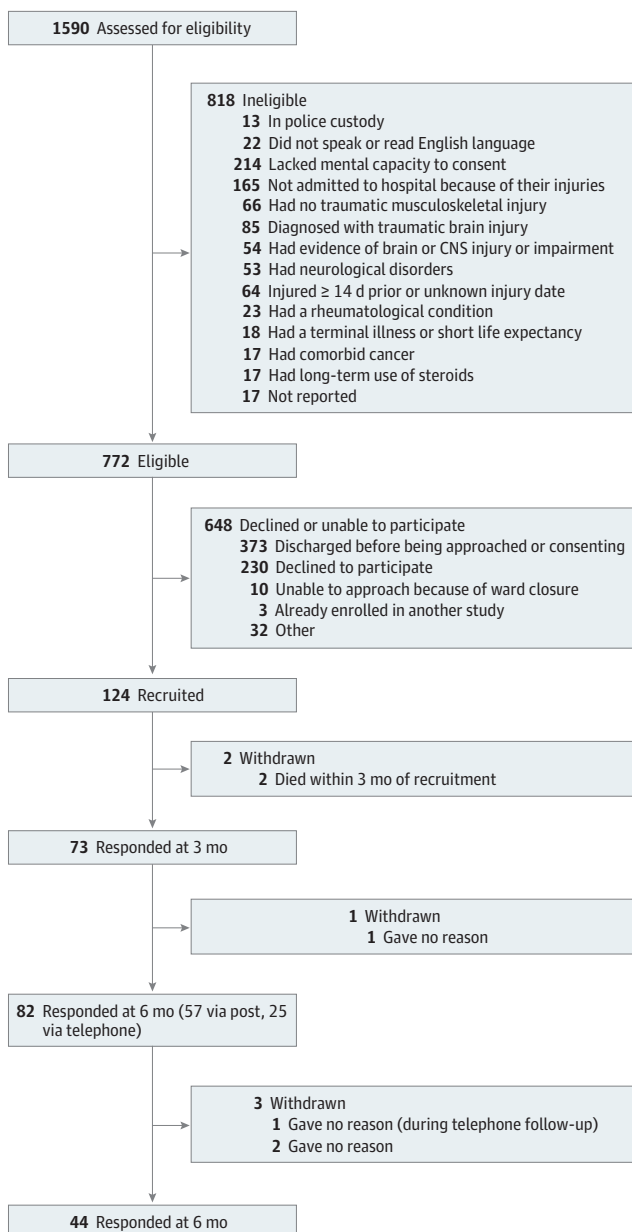 1590 Assessed for eligibility
818 Ineligible
13 In police custody
22 Did not speak or read English language
214 Lacked mental capacity to consent
165 Not admitted to hospital because of their injuries
66 Had no traumatic musculoskeletal injury
85 Diagnosed with traumatic brain injury
54 Had evidence of brain or CNS injury or impairment
53 Had neurological disorders
64 Injured ≥ 14 d prior or unknown injury date
23 Had a rheumatological condition
18 Had a terminal illness or short life expectancy
17 Had comorbid cancer
17 Had long-term use of steroids
17 Not reported
772 Eligible
648 Declined or unable to participate
373 Discharged before being approached or consenting
230 Declined to participate
10 Unable to approach because of ward closure
3 Already enrolled in another study
32 Other
124 Recruited
2 Withdrawn
2 Died within 3 mo of recruitment
73 Responded at 3 mo
1 Withdrawn
1 Gave no reason
82 Responded at 6 mo (57 via post, 25
via telephone)
3 Withdrawn
1 Gave no reason (during telephone follow-up)
2 Gave no reason
44 Responded at 6 mo